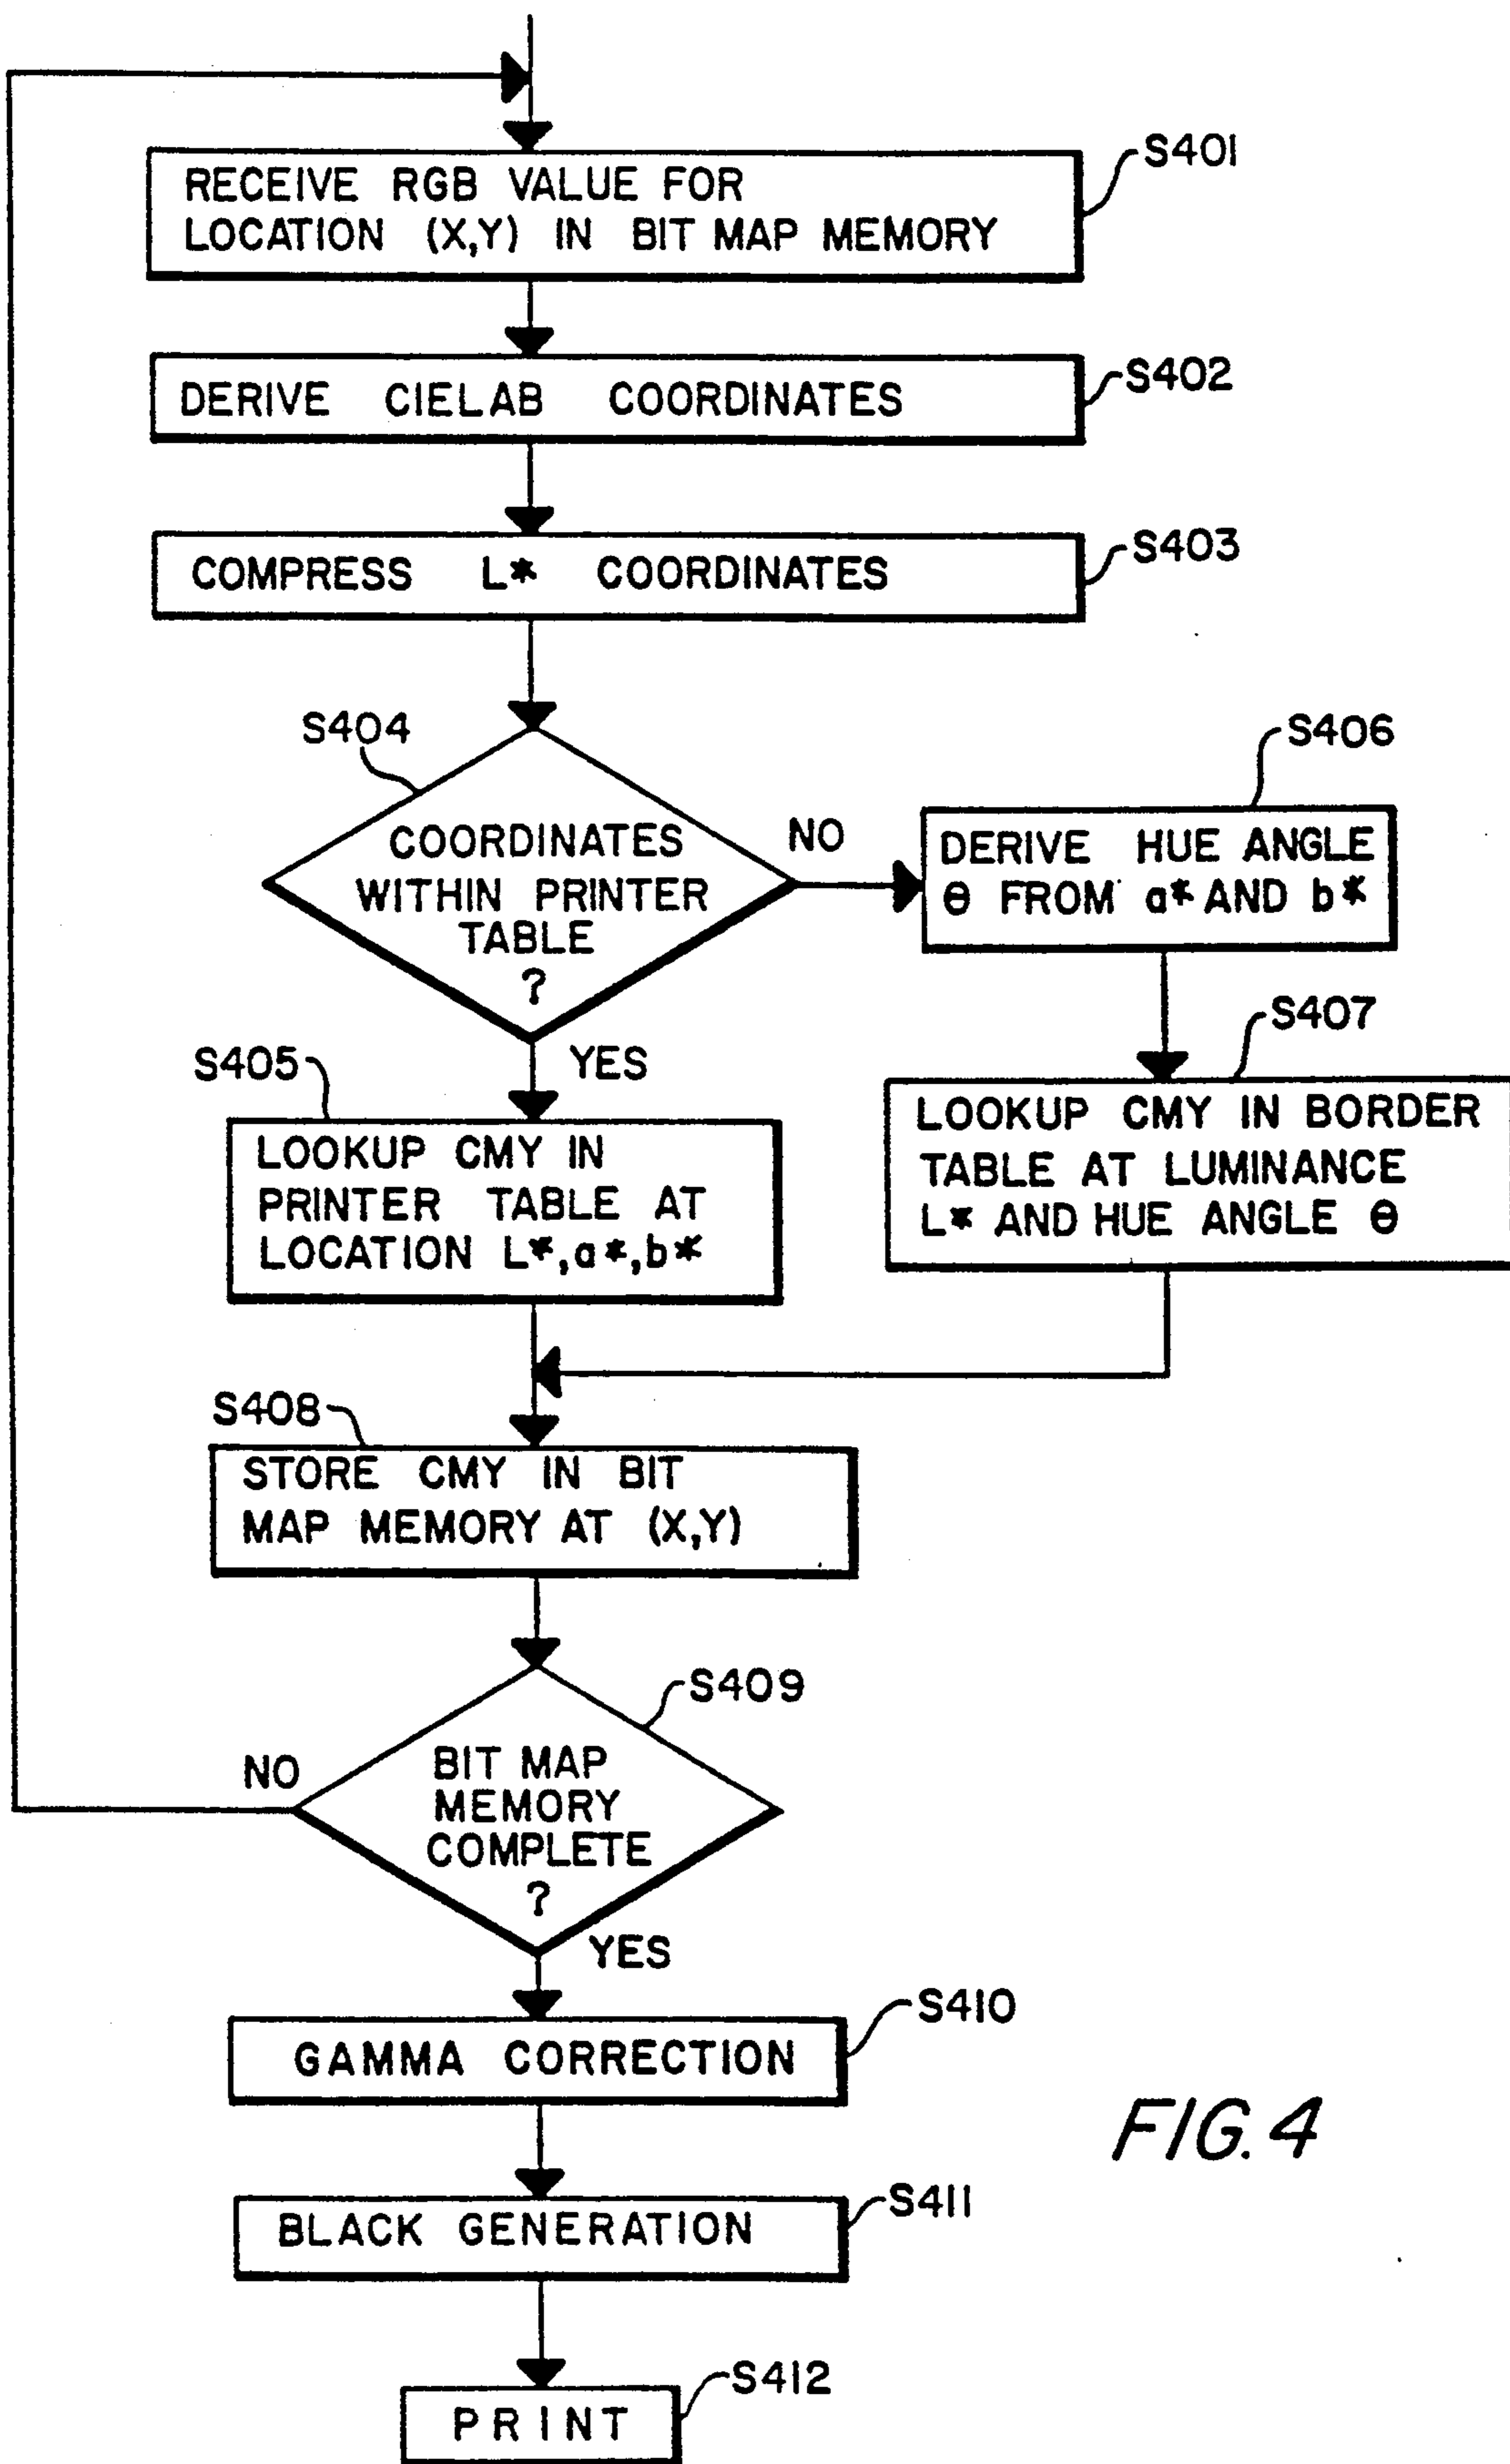 RECEIVE RGB VALUE FOR
LOCATION (X,Y) IN BIT MAP MEMORY
S401
DERIVE CIELAB COORDINATES
S402
COMPRESS L* COORDINATES
S403
S404
COORDINATES
WITHIN PRINTER
TABLE
?
NO
S406
DERIVE HUE ANGLE
θ FROM a* AND b*
YES
S405
LOOKUP CMY IN
PRINTER TABLE AT
LOCATION L*,a*,b*
S407
LOOKUP CMY IN BORDER
TABLE AT LUMINANCE
L* AND HUE ANGLE θ
S408
STORE CMY IN BIT
MAP MEMORY AT (X,Y)
S409
NO
BIT MAP
MEMORY
COMPLETE
?
YES
S410
GAMMA CORRECTION
S411
BLACK GENERATION
S412
PRINT
FIG. 4